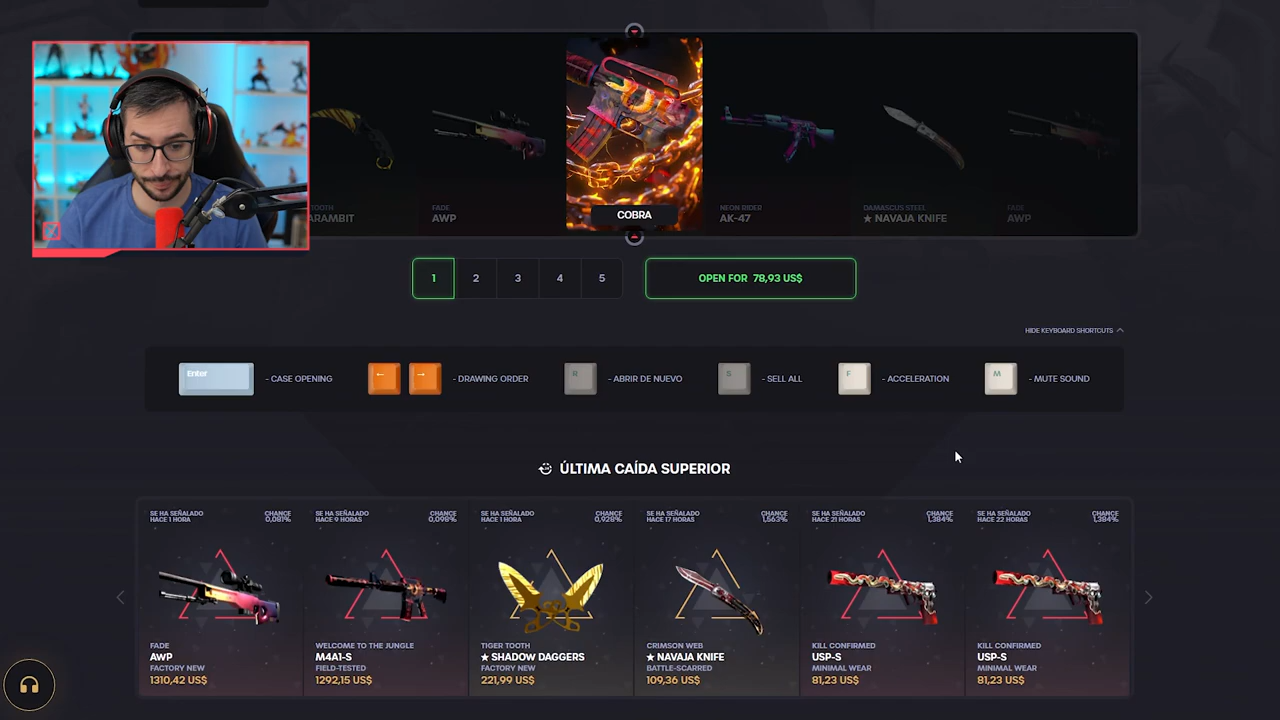 TOOTH
ARAMBIT
FADE
AWP
COBRA
NEON RIDER
AK-47
DAMASCUS STEEL
★ NAVAJA KNIFE
FADE
AWP
1
2
3
4
5
OPEN FOR 78,93 US$
HIDE KEYBOARD SHORTCUTS
Enter
- CASE OPENING
←
→
- DRAWING ORDER
R
- ABRIR DE NUEVO
S
- SELL ALL
F
- ACCELERATION
M
- MUTE SOUND
ÚLTIMA CAÍDA SUPERIOR
SE HA SEÑALADO
HACE 1 HORA
CHANCE
0,081%
FADE
AWP
FACTORY NEW
1310,42 US$
SE HA SEÑALADO
HACE 9 HORAS
CHANCE
0,098%
WELCOME TO THE JUNGLE
M4A1-S
FIELD-TESTED
1292,15 US$
SE HA SEÑALADO
HACE 1 HORA
CHANCE
0,928%
TIGER TOOTH
★ SHADOW DAGGERS
FACTORY NEW
221,99 US$
SE HA SEÑALADO
HACE 17 HORAS
CHANCE
1,563%
CRIMSON WEB
★ NAVAJA KNIFE
BATTLE-SCARRED
109,36 US$
SE HA SEÑALADO
HACE 21 HORAS
CHANCE
1,384%
KILL CONFIRMED
USP-S
MINIMAL WEAR
81,23 US$
SE HA SEÑALADO
HACE 22 HORAS
CHANCE
1,384%
KILL CONFIRMED
USP-S
MINIMAL WEAR
81,23 US$